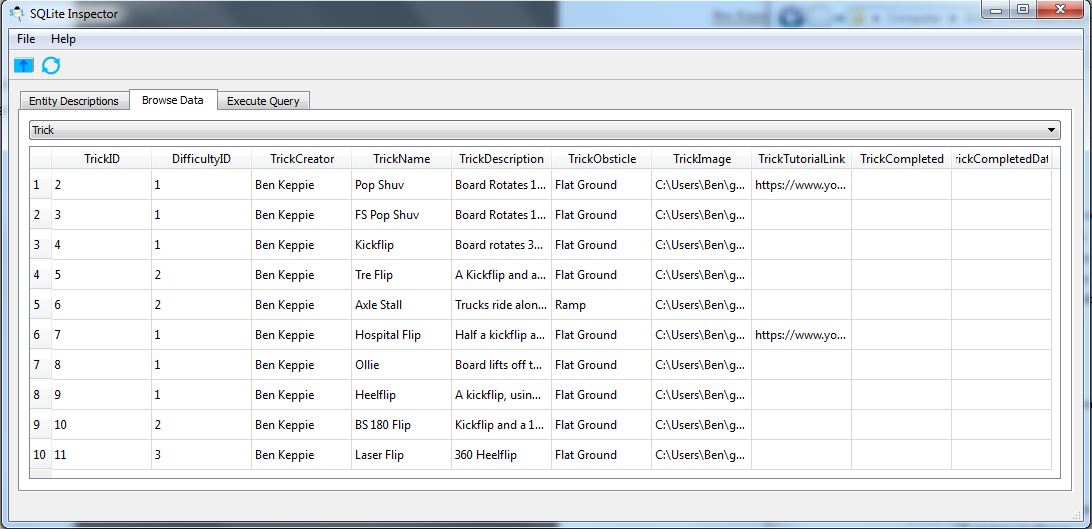 SQLite Inspector
File Help
Entity Descriptions Browse Data Execute Query
Trick
TrickID DifficultyID TrickCreator TrickName TrickDescription TrickObsticle TrickImage TrickTutorialLink TrickCompleted rickCompletedDat
1 2 1 Ben Keppie Pop Shuv Board Rotates 1... Flat Ground C:\Users\Ben\g... https://www.yo...
2 3 1 Ben Keppie FS Pop Shuv Board Rotates 1... Flat Ground C:\Users\Ben\g...
3 4 1 Ben Keppie Kickflip Board rotates 3... Flat Ground C:\Users\Ben\g...
4 5 2 Ben Keppie Tre Flip A Kickflip and a... Flat Ground C:\Users\Ben\g...
5 6 2 Ben Keppie Axle Stall Trucks ride alon... Ramp C:\Users\Ben\g...
6 7 1 Ben Keppie Hospital Flip Half a kickflip a... Flat Ground C:\Users\Ben\g... https://www.yo...
7 8 1 Ben Keppie Ollie Board lifts off t... Flat Ground C:\Users\Ben\g...
8 9 1 Ben Keppie Heelflip A kickflip, usin... Flat Ground C:\Users\Ben\g...
9 10 2 Ben Keppie BS 180 Flip Kickflip and a 1... Flat Ground C:\Users\Ben\g...
10 11 3 Ben Keppie Laser Flip 360 Heelflip Flat Ground C:\Users\Ben\g...